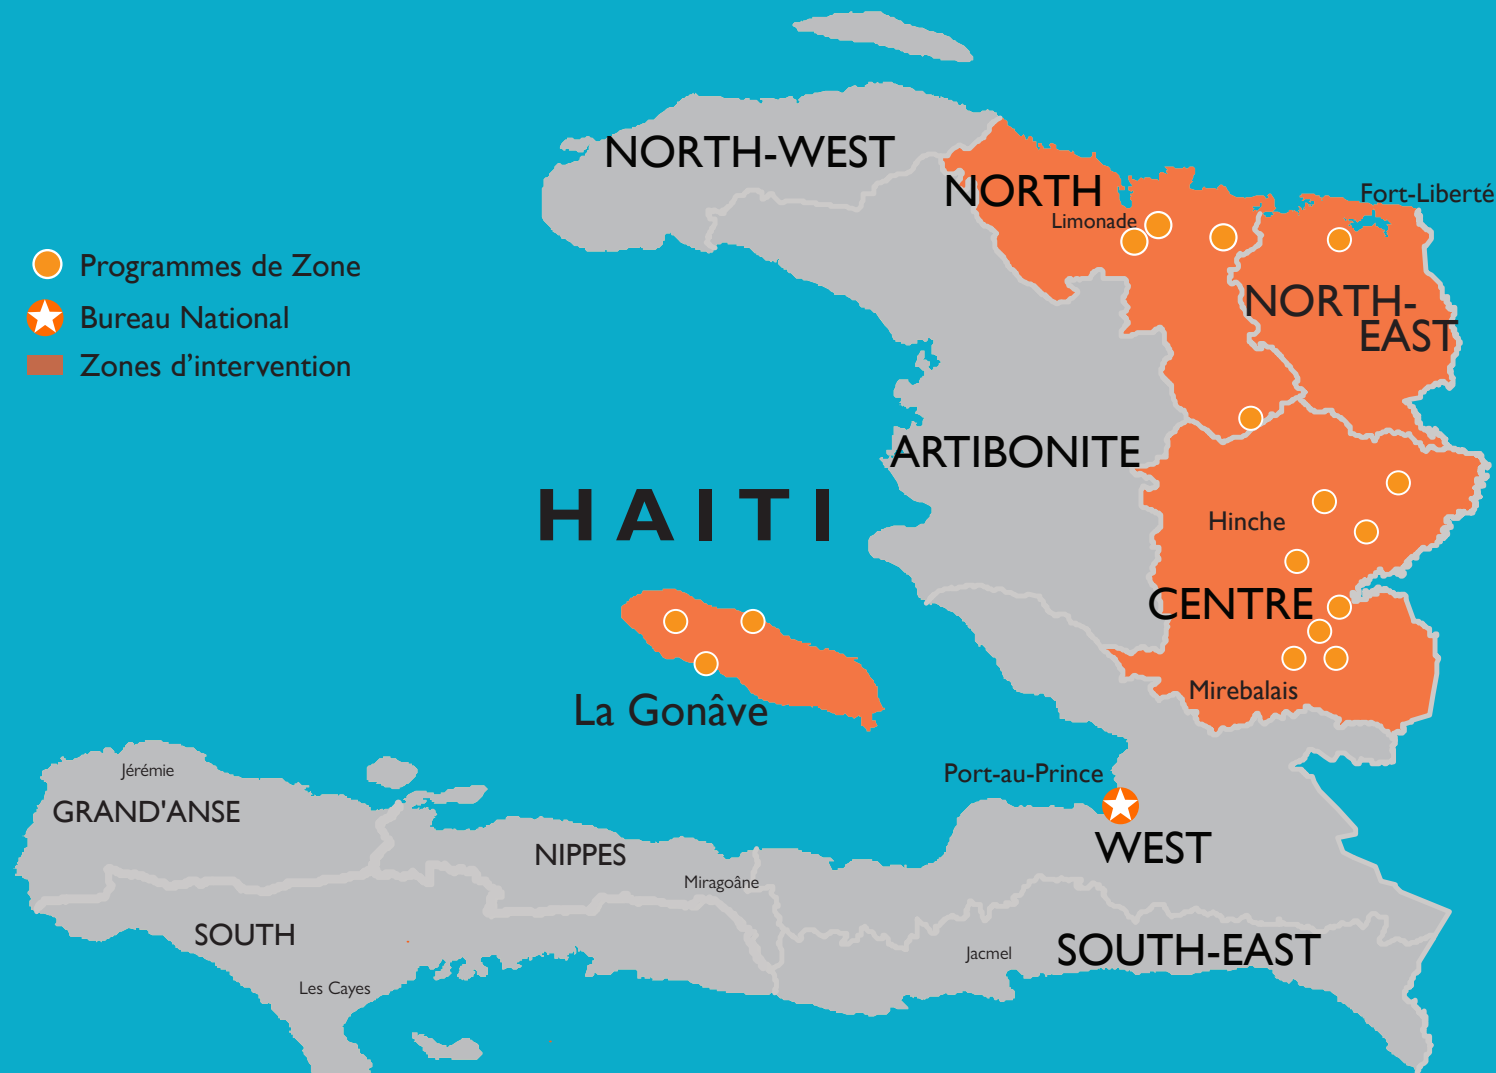 NORTH-WEST
NORTH
Fort-Liberté
Limonade
Programmes de Zone
Bureau National
Zones d'intervention
NORTH-
EAST
ARTIBONITE
HAITI
Hinche
CENTRE
Mirebalais
La Gonâve
Port-au-Prince
Jérémie
GRAND'ANSE
WEST
NIPPES
Miragoâne
SOUTH
SOUTH-EAST
Jacmel
Les Cayes